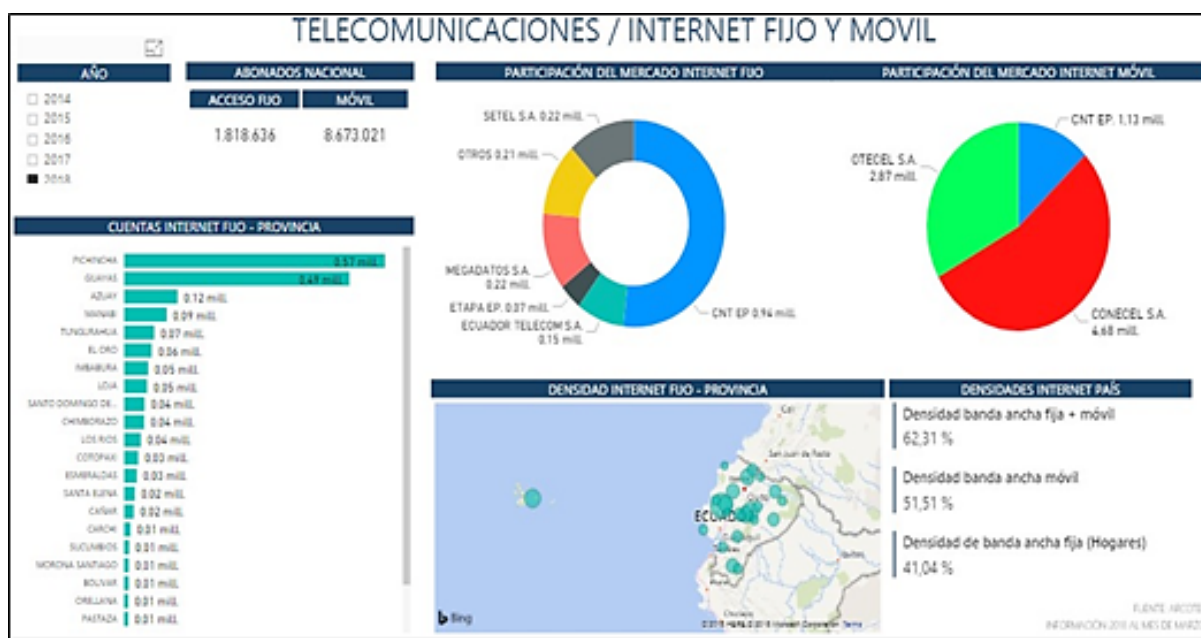 TELECOMUNICACIONES / INTERNET FIJO Y MOVIL
AÑO
2014
2015
2016
2017
2018
ABONADOS NACIONAL
ACCESO FIJO
MÓVIL
1.818.636
8.673.021
PARTICIPACIÓN DEL MERCADO INTERNET FIJO
SETEL S.A. 0.22 mill.
OTROS 0.21 mill.
MEGADATOS S.A.
0.22 mill.
ETAPA EP. 0.07 mill.
ECUADOR TELECOM S.A.
0.15 mill.
CNT EP 0.94 mill.
PARTICIPACIÓN DEL MERCADO INTERNET MÓVIL
CNT EP. 1.13 mill.
OTECEL S.A.
2.87 mill.
CONECEL S.A.
4.68 mill.
CUENTAS INTERNET FIJO - PROVINCIA
PICHINCHA 0.57 mill.
GUAYAS 0.49 mill.
AZUAY 0.12 mill.
MANABI 0.09 mill.
TUNGURAHUA 0.07 mill.
EL ORO 0.06 mill.
IMBABURA 0.05 mill.
LOJA 0.05 mill.
SANTO DOMINGO DE... 0.04 mill.
CHIMBORAZO 0.04 mill.
LOS RIOS 0.04 mill.
COTOPAXI 0.03 mill.
ESMERALDAS 0.03 mill.
SANTA ELENA 0.02 mill.
CAÑAR 0.02 mill.
CARCHI 0.01 mill.
SUCUMBIOS 0.01 mill.
MORONA SANTIAGO 0.01 mill.
BOLIVAR 0.01 mill.
ORELLANA 0.01 mill.
PASTAZA 0.01 mill.
DENSIDAD INTERNET FIJO - PROVINCIA
Cali
San Juan de Pasto
Quito
ECUADOR
Chiclayo
Bing
DENSIDADES INTERNET PAÍS
Densidad banda ancha fija + móvil
62,31 %
Densidad banda ancha móvil
51,51 %
Densidad de banda ancha fija (Hogares)
41,04 %
FUENTE: ARCOTEL
INFORMACIÓN 2018 AL MES DE MARZO